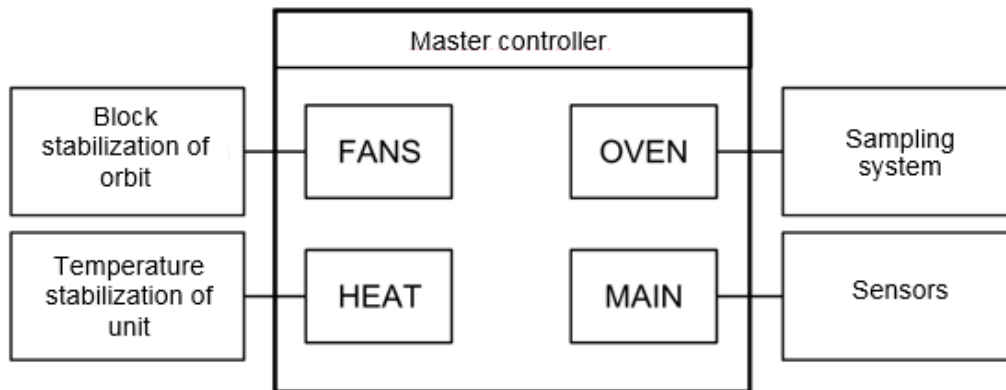 Master controller
Block
stabilization of
orbit
FANS
OVEN
Sampling
system
Temperature
stabilization of
unit
HEAT
MAIN
Sensors